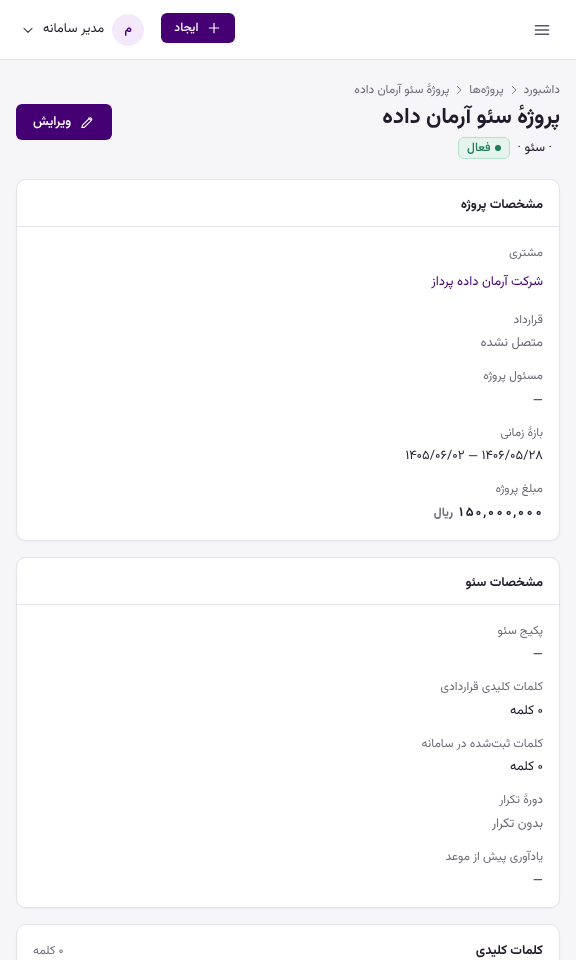 ایجاد
م
مدیر سامانه
داشبورد > پروژه‌ها > پروژهٔ سئو آرمان داده
پروژهٔ سئو آرمان داده
ویرایش
· سئو · فعال
مشخصات پروژه
مشتری
شرکت آرمان داده پرداز
قرارداد
متصل نشده
مسئول پروژه
—
بازهٔ زمانی
۱۴۰۵/۰۶/۰۲ — ۱۴۰۶/۰۵/۲۸
مبلغ پروژه
۱۵۰,۰۰۰,۰۰۰ ریال
مشخصات سئو
پکیج سئو
—
کلمات کلیدی قراردادی
۰ کلمه
کلمات ثبت‌شده در سامانه
۰ کلمه
دورهٔ تکرار
بدون تکرار
یادآوری پیش از موعد
—
کلمات کلیدی
۰ کلمه